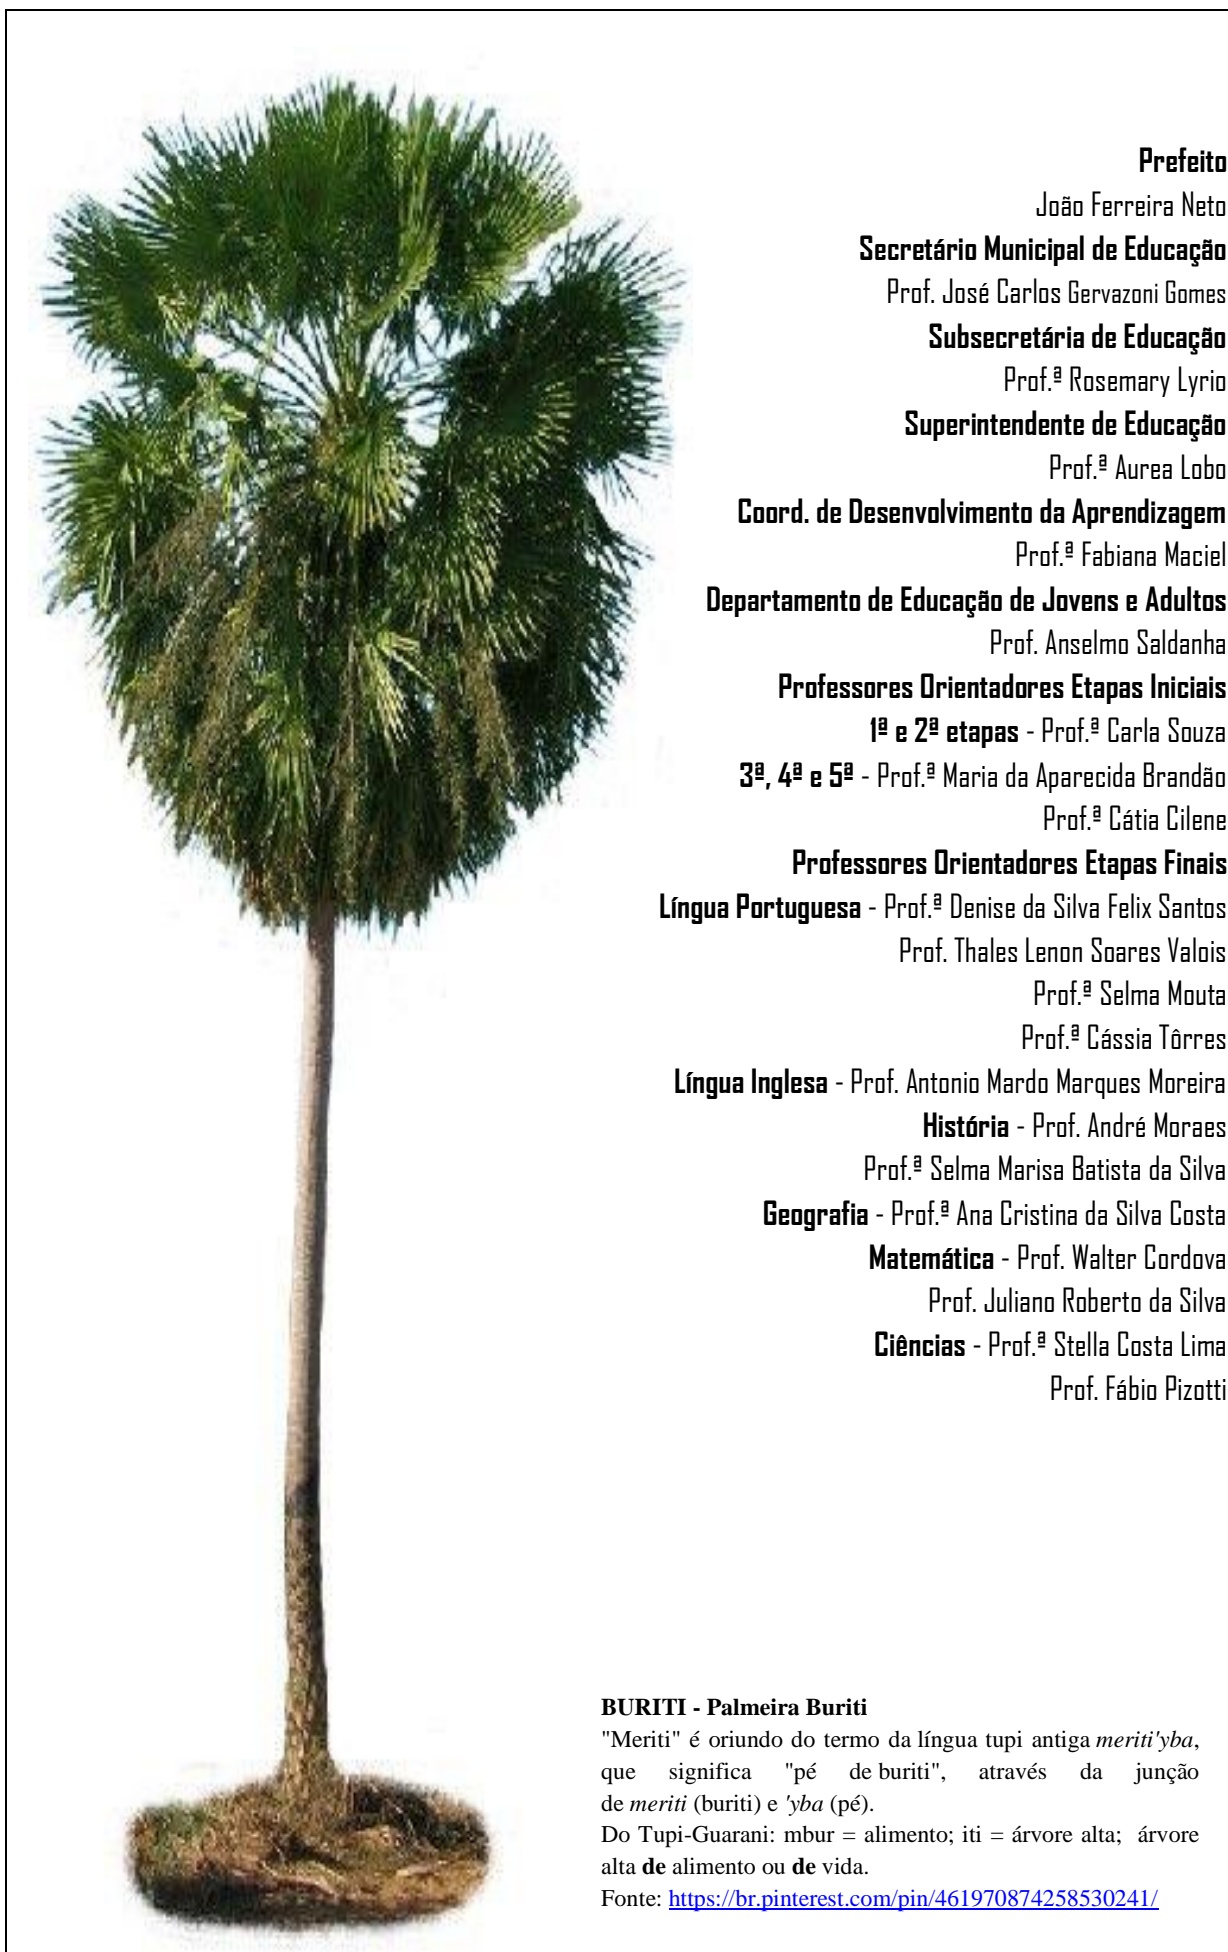 Prefeito
João Ferreira Neto
Secretário Municipal de Educação
Prof. José Carlos Gervazoni Gomes
Subsecretária de Educação
Prof.ª Rosemary Lyrio
Superintendente de Educação
Prof.ª Aurea Lobo
Coord. de Desenvolvimento da Aprendizagem
Prof.ª Fabiana Maciel
Departamento de Educação de Jovens e Adultos
Prof. Anselmo Saldanha
Professores Orientadores Etapas Iniciais
1ª e 2ª etapas - Prof.ª Carla Souza
3ª, 4ª e 5ª - Prof.ª Maria da Aparecida Brandão
Prof.ª Cátia Cilene
Professores Orientadores Etapas Finais
Língua Portuguesa - Prof.ª Denise da Silva Felix Santos
Prof. Thales Lenon Soares Valois
Prof.ª Selma Mouta
Prof.ª Cássia Tôrres
Língua Inglesa - Prof. Antonio Mardo Marques Moreira
História - Prof. André Moraes
Prof.ª Selma Marisa Batista da Silva
Geografia - Prof.ª Ana Cristina da Silva Costa
Matemática - Prof. Walter Cordova
Prof. Juliano Roberto da Silva
Ciências - Prof.ª Stella Costa Lima
Prof. Fábio Pizotti
BURITI - Palmeira Buriti
"Meriti" é oriundo do termo da língua tupi antiga meriti'yba,
que significa "pé de buriti", através da junção
de meriti (buriti) e 'yba (pé).
Do Tupi-Guarani: mbur = alimento; iti = árvore alta; árvore
alta de alimento ou de vida.
Fonte: https://br.pinterest.com/pin/461970874258530241/